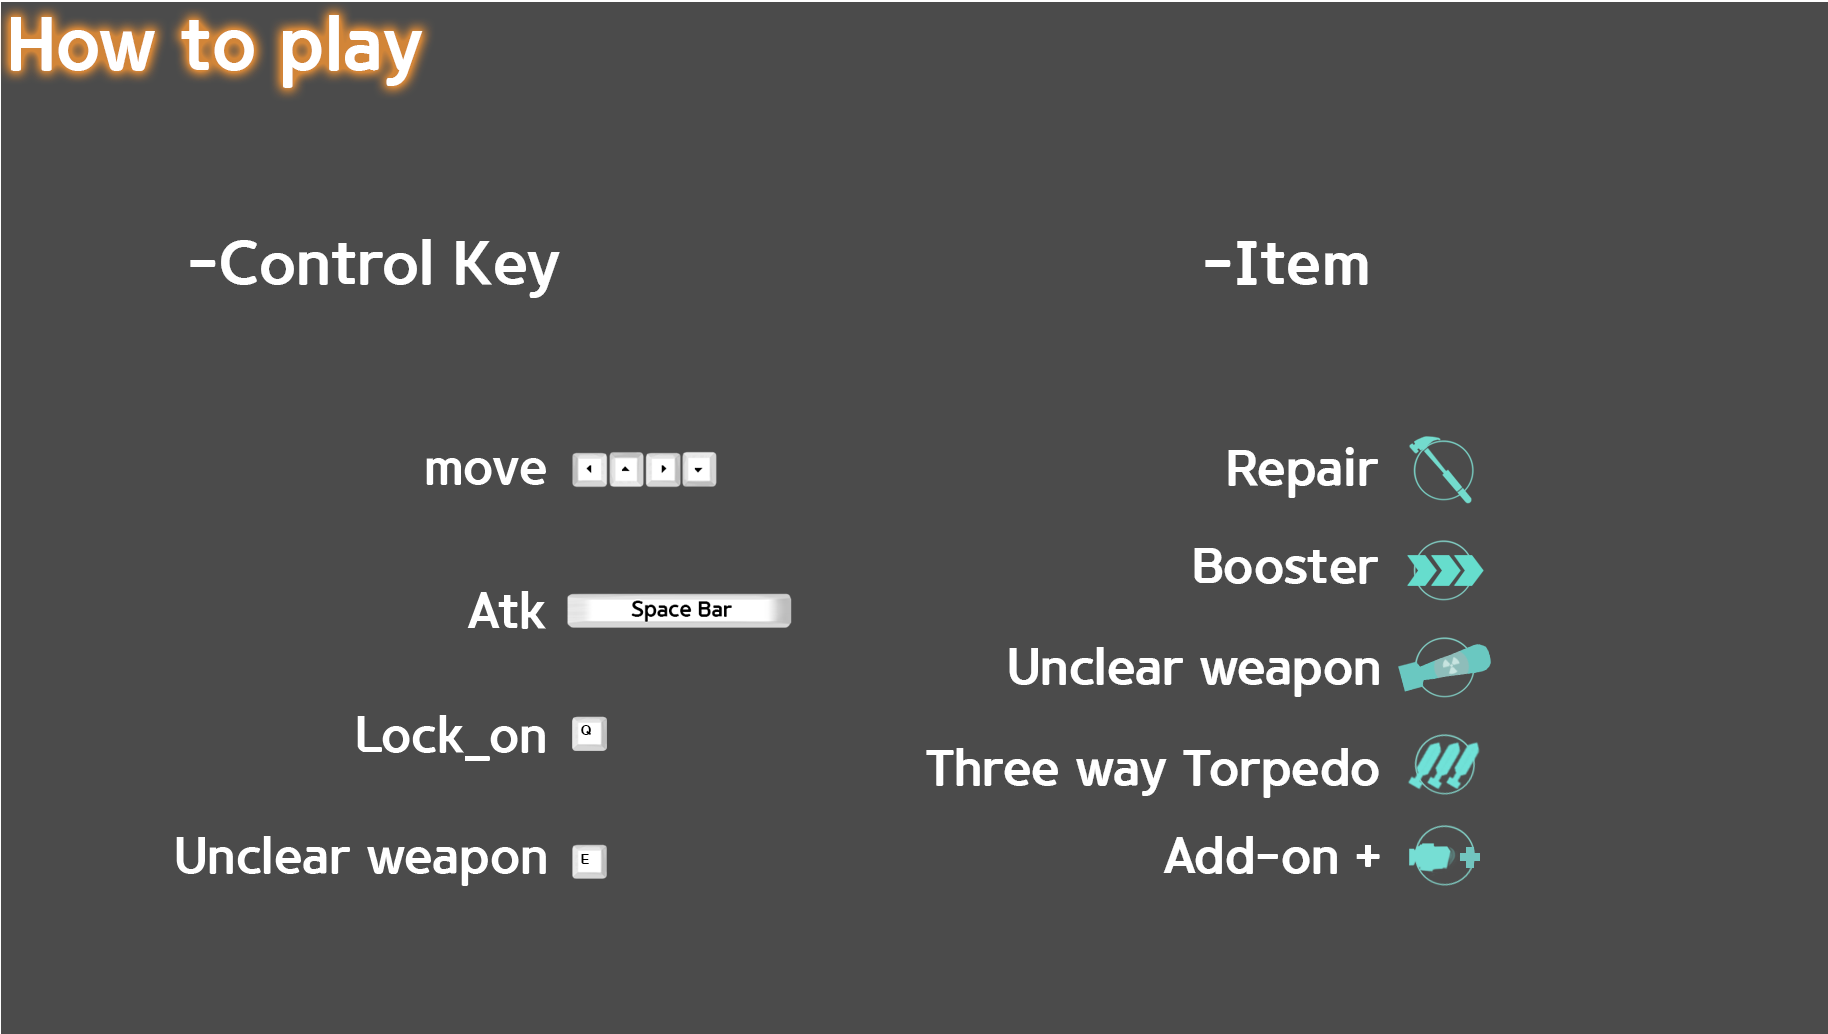 How to play
-Control Key
move
Atk Space Bar
Lock_on Q
Unclear weapon E
-Item
Repair
Booster
Unclear weapon
Three way Torpedo
Add-on +